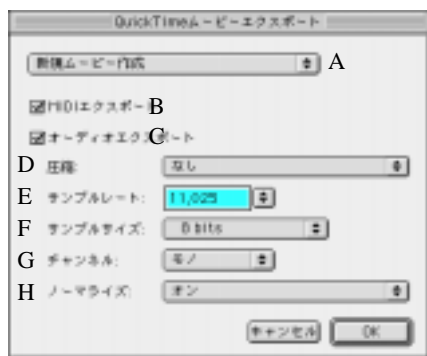 QuickTimeムービーエクスポート
新規ムービー作成 A
MIDIエクスポート B
オーディオエクスポート C
D 圧縮: なし
E サンプルレート: 11,025
F サンプルサイズ: 8 bits
G チャンネル: モノ
H ノーマライズ: オン
キャンセル OK